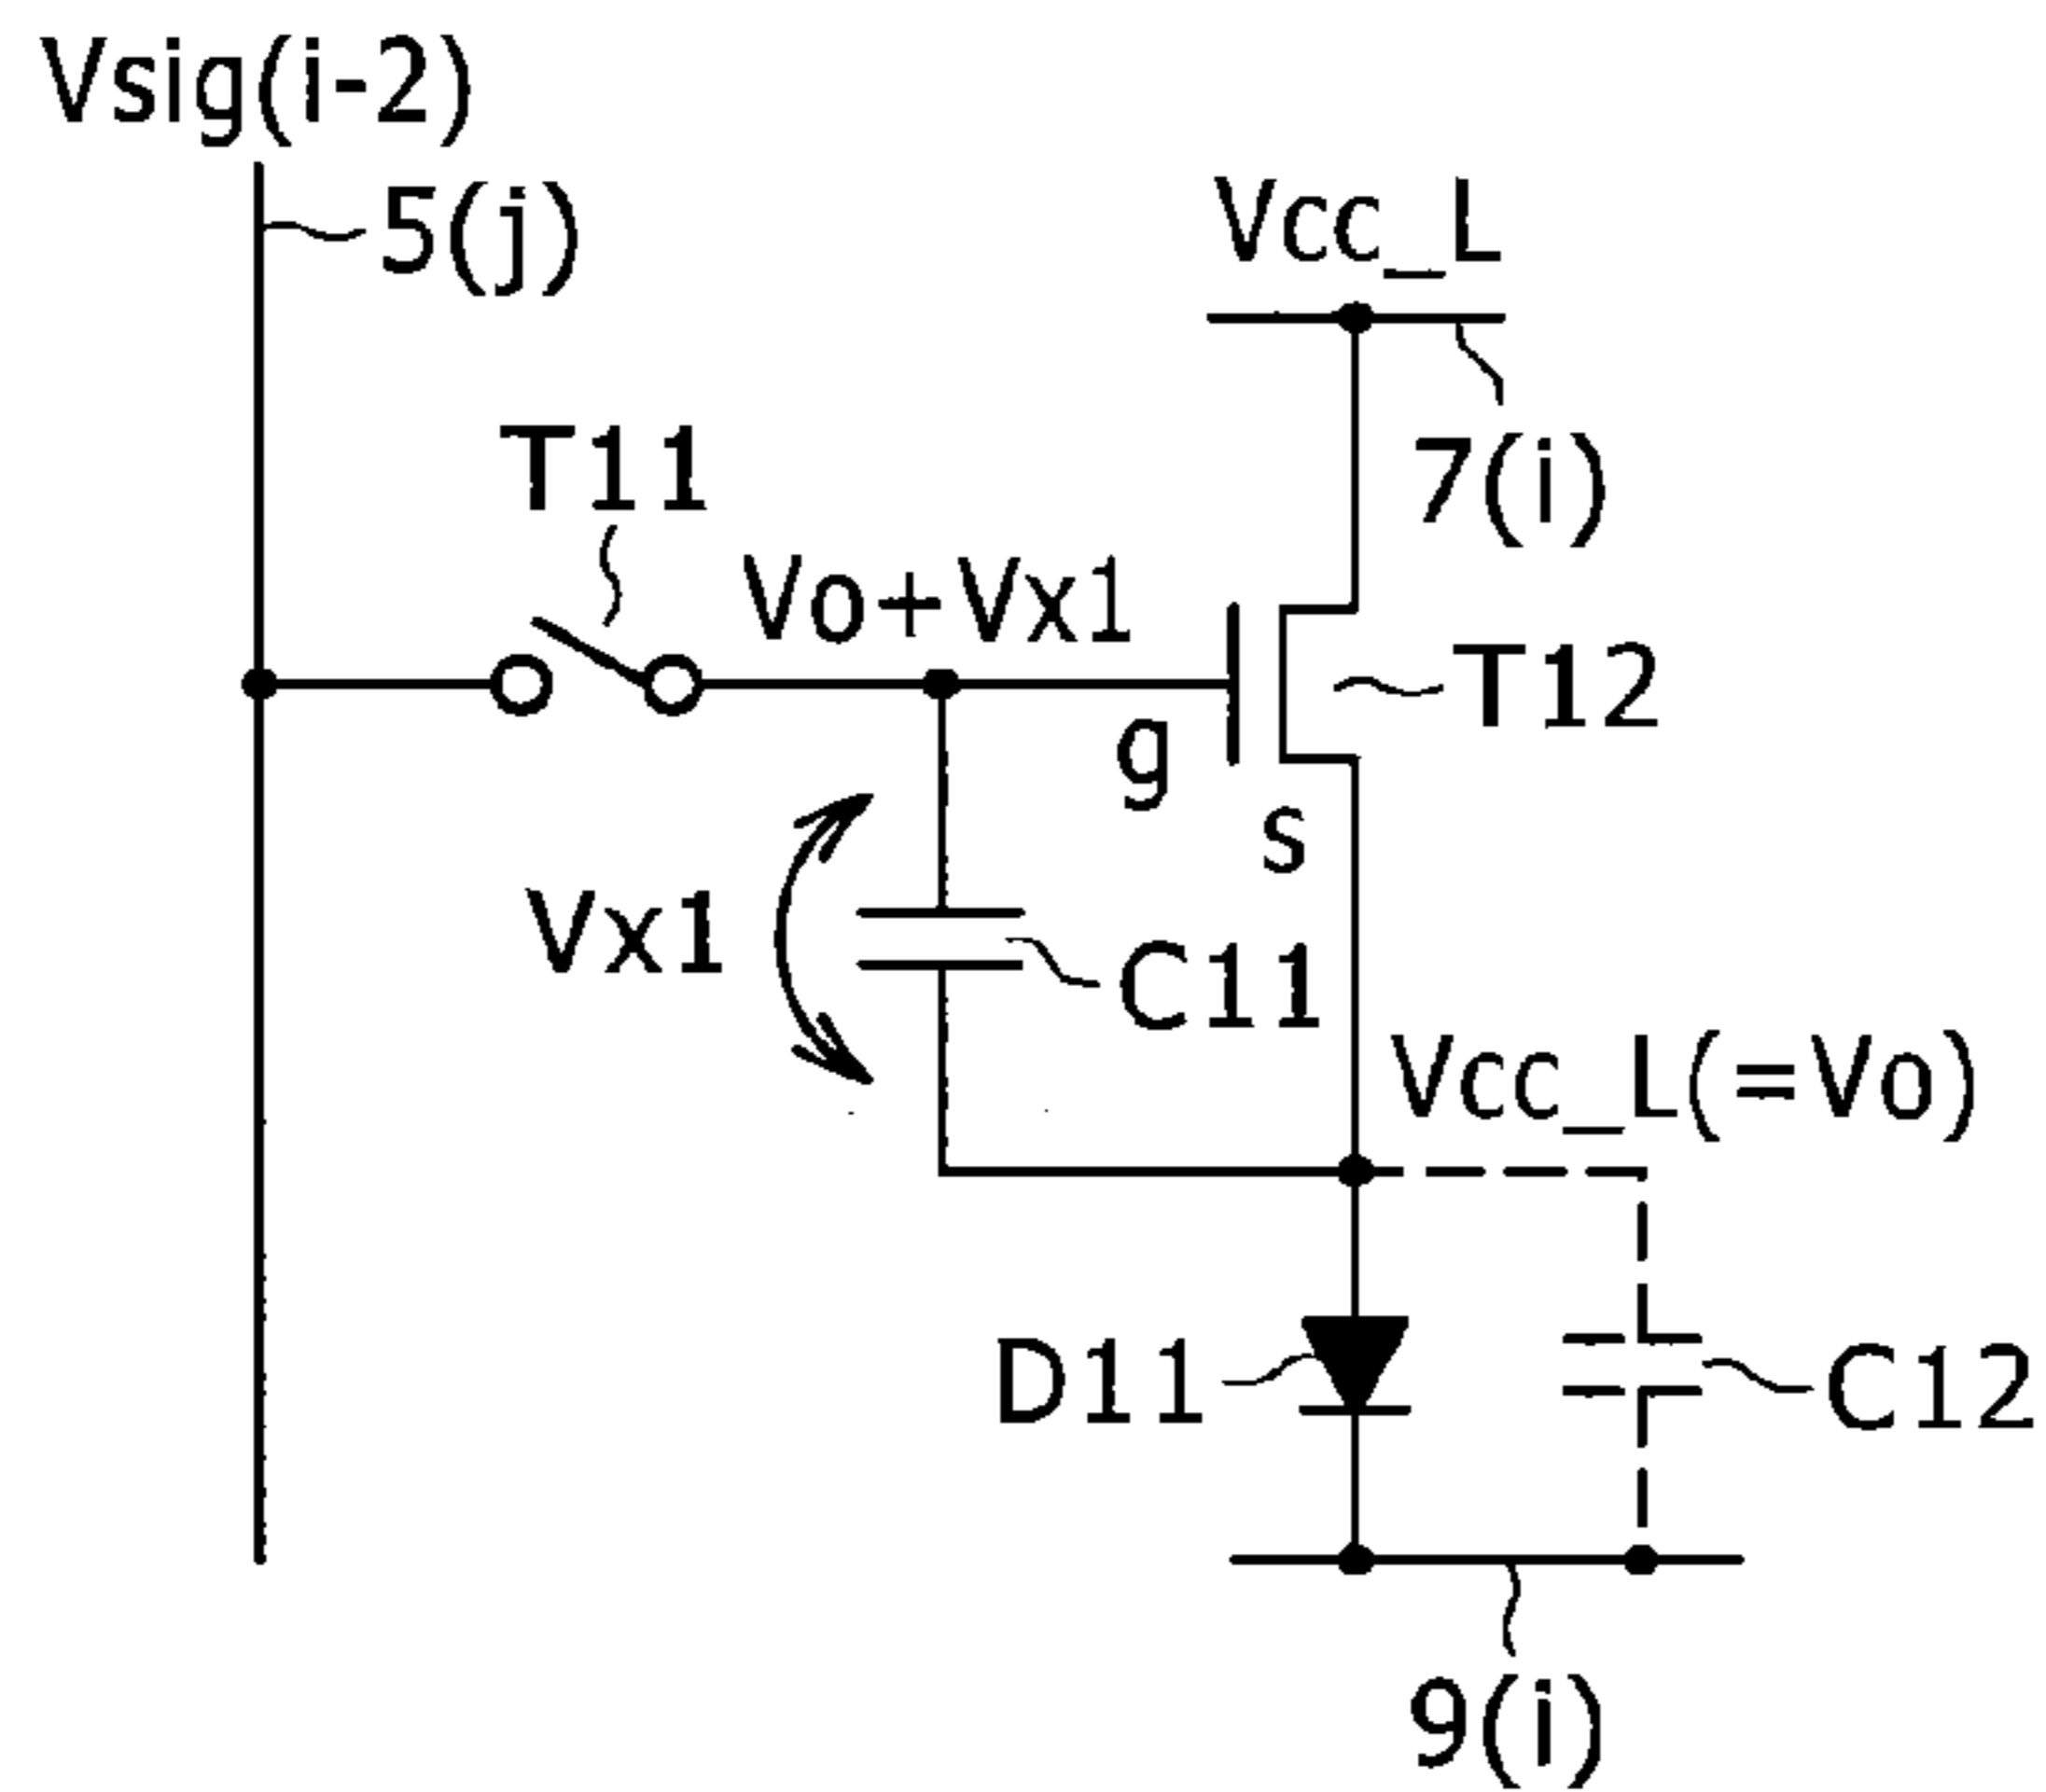 Vsig(i-2)
5(j)
Vcc_L
7(i)
T11
Vo+Vx1
T12
g
s
Vx1
C11
Vcc_L(=Vo)
D11
C12
9(i)